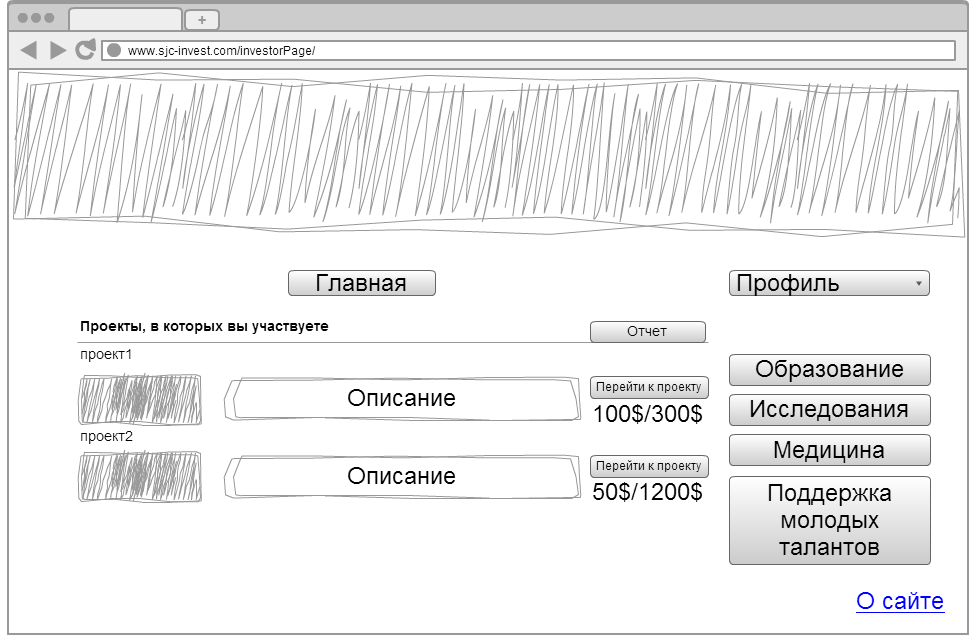 +
www.sjc-invest.com/investorPage/
Главная
Профиль
Проекты, в которых вы участвуете
Отчет
проект1
Описание
Перейти к проекту
100$/300$
проект2
Описание
Перейти к проекту
50$/1200$
Образование
Исследования
Медицина
Поддержка
молодых
талантов
О сайте